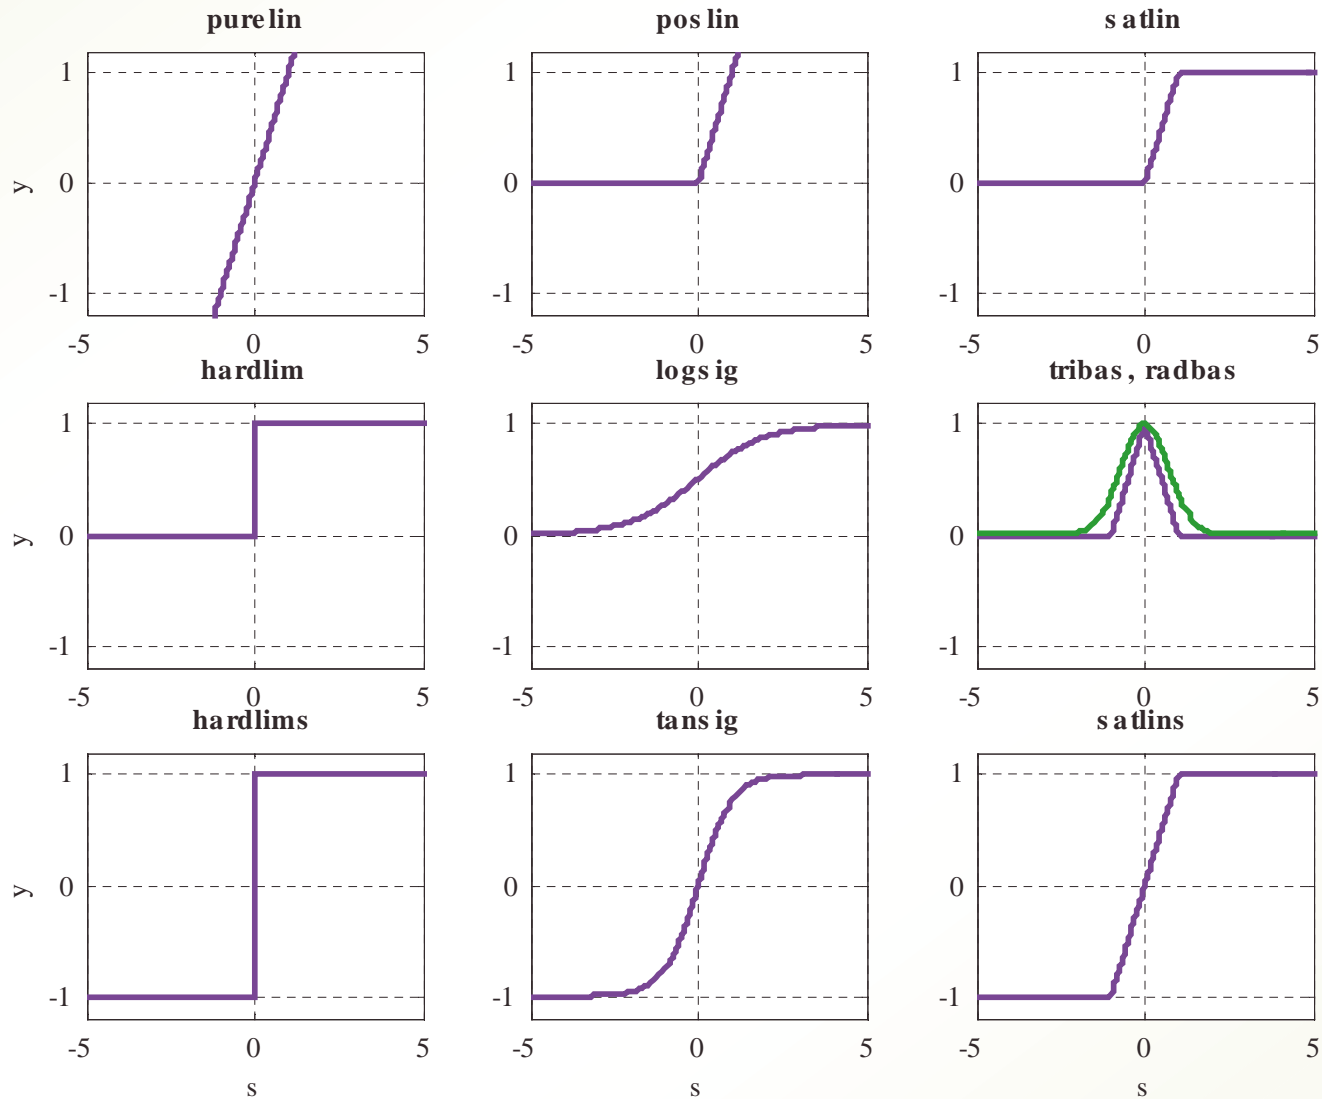 purelin poslin satlin
1 1 1
y 0 0 0
-1 -1 -1
-5 0 5 -5 0 5 -5 0 5
hardlim logsig tribas, radbas
1 1 1
y 0 0 0
-1 -1 -1
-5 0 5 -5 0 5 -5 0 5
hardlims tansig satlins
1 1 1
y 0 0 0
-1 -1 -1
-5 0 5 -5 0 5 -5 0 5
s s s